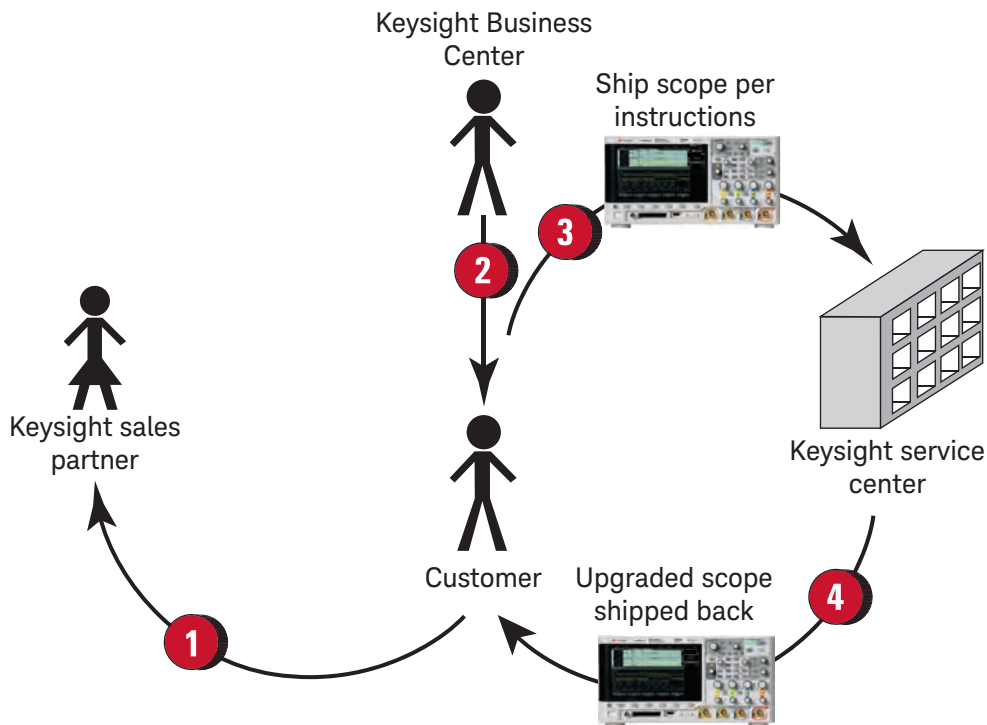 Keysight Business
Center
Ship scope per
instructions
3
2
Keysight sales
partner
Keysight service
center
Customer
Upgraded scope
shipped back
4
1